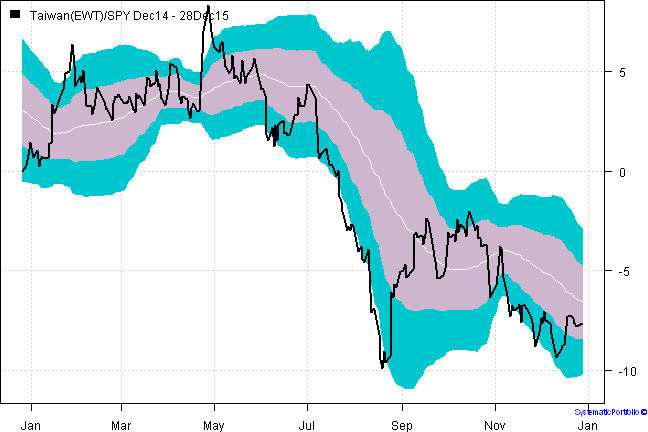 Taiwan(EWT)/SPY Dec14 - 28Dec15
5
0
-5
-10
Jan Mar May Jul Sep Nov Jan
SystematicPortfolio ©